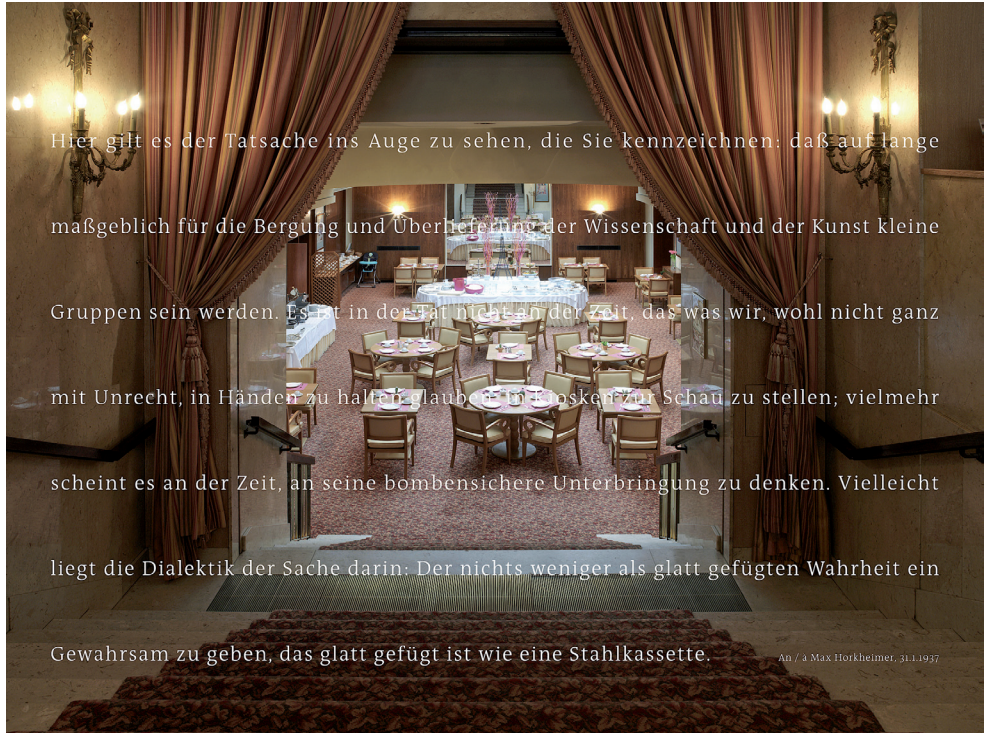 Hier gilt es der Tatsache ins Auge zu sehen, die Sie kennzeichnen: daß auf lange
maßgeblich für die Bergung und Überlieferung der Wissenschaft und der Kunst kleine
Gruppen sein werden. Es ist in der Tat nicht an der Zeit, das was wir, wohl nicht ganz
mit Unrecht, in Händen zu halten glauben, in Kiosken zur Schau zu stellen; vielmehr
scheint es an der Zeit, an seine bombensichere Unterbringung zu denken. Vielleicht
liegt die Dialektik der Sache darin: Der nichts weniger als glatt gefügten Wahrheit ein
Gewahrsam zu geben, das glatt gefügt ist wie eine Stahlkassette.
An / à Max Horkheimer, 31.1.1937